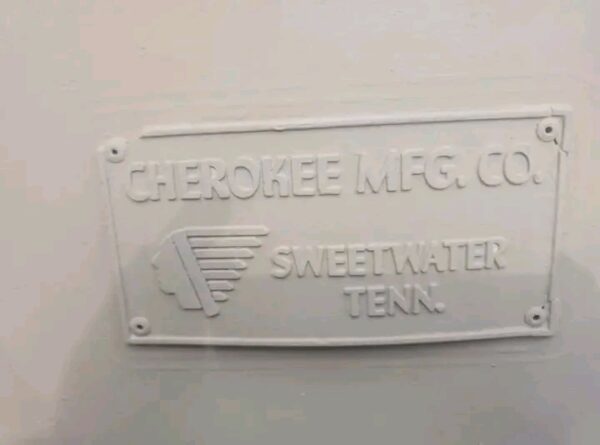 CHEROKEE MFG. CO.
SWEETWATER
TENN.